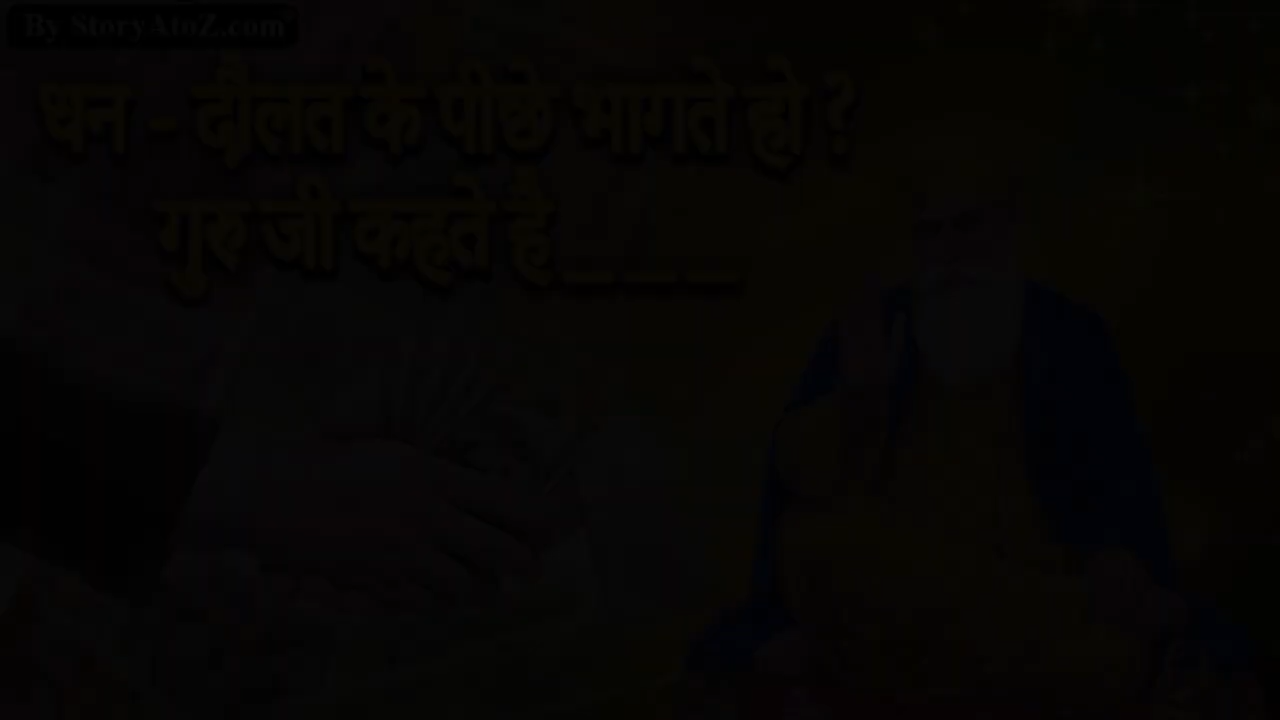 By StoryAtoZ.com
धन - दौलत के पीछे भागते हो ?
गुरु जी कहते है _ _ _